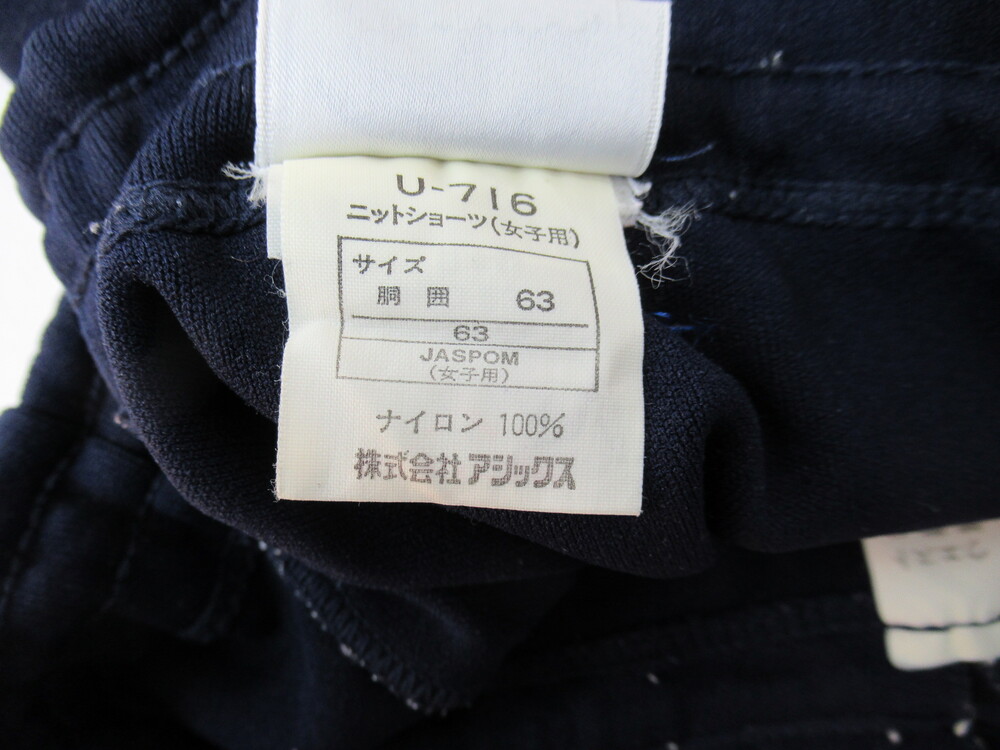 U-716
ニットショーツ(女子用)
サイズ
胴囲 63
63
JASPOM
(女子用)
ナイロン 100%
株式会社アシックス